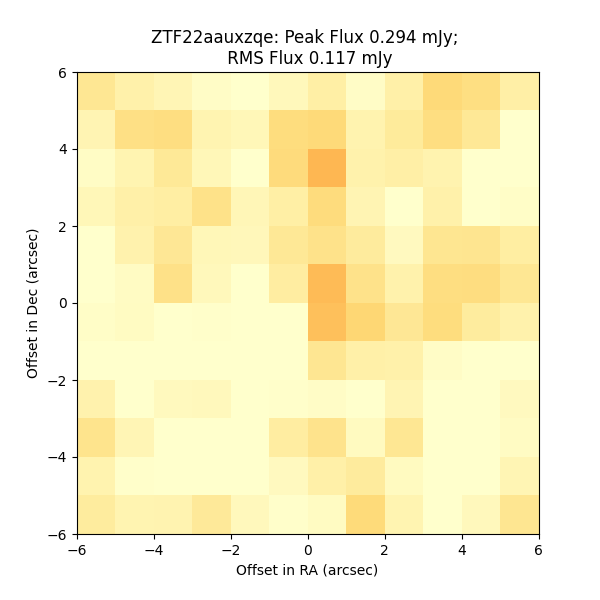 ZTF22aauxzqe: Peak Flux 0.294 mJy;
RMS Flux 0.117 mJy
6
4
2
0
−2
−4
−6
Offset in Dec (arcsec)
−6 −4 −2 0 2 4 6
Offset in RA (arcsec)